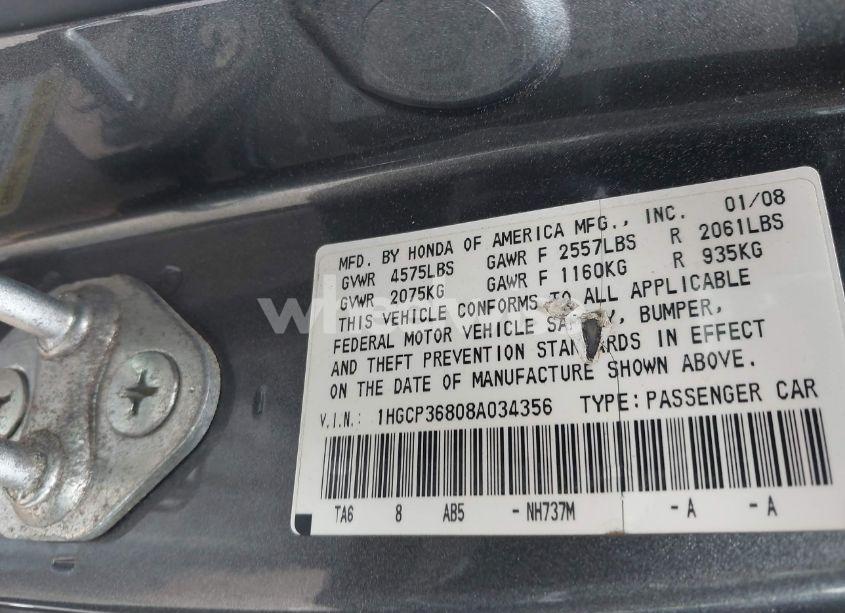 MFD. BY HONDA OF AMERICA MFG., INC. 01/08
GVWR 4575LBS GAWR F 2557LBS R 2061LBS
GVWR 2075KG GAWR F 1160KG R 935KG
THIS VEHICLE CONFORMS TO ALL APPLICABLE
FEDERAL MOTOR VEHICLE SAFETY, BUMPER,
AND THEFT PREVENTION STANDARDS IN EFFECT
ON THE DATE OF MANUFACTURE SHOWN ABOVE.
V.I.N.: 1HGCP36808A034356 TYPE: PASSENGER CAR
TA6 8 AB5 - NH737M - A - A